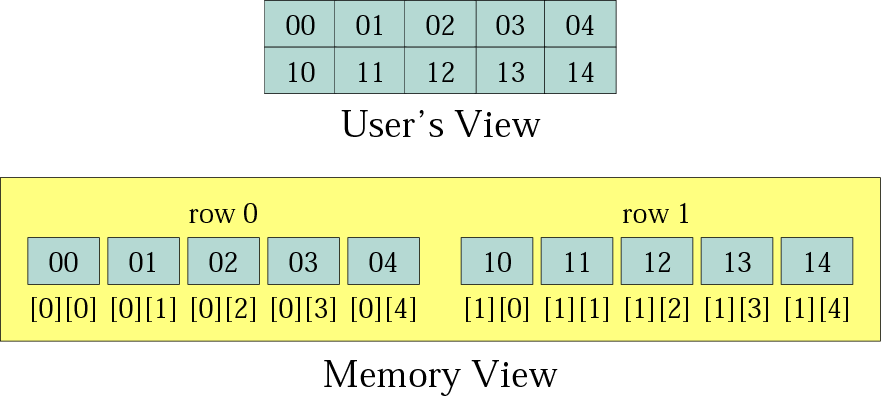 00 01 02 03 04
10 11 12 13 14
User's View
row 0 row 1
00 01 02 03 04 10 11 12 13 14
[0][0] [0][1] [0][2] [0][3] [0][4] [1][0] [1][1] [1][2] [1][3] [1][4]
Memory View